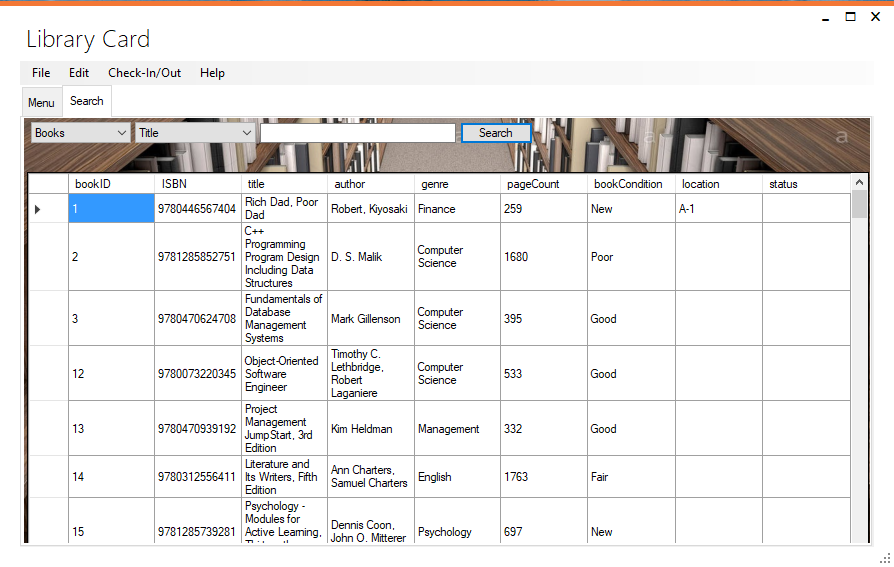 Library Card
File Edit Check-In/Out Help
Menu Search
Books Title Search
a a
bookID ISBN title author genre pageCount bookCondition location status
1 9780446567404 Rich Dad, Poor
Dad Robert, Kiyosaki Finance 259 New A-1
2 9781285852751 C++
Programming
Program Design
Including Data
Structures D. S. Malik Computer
Science 1680 Poor
3 9780470624708 Fundamentals of
Database
Management
Systems Mark Gillenson Computer
Science 395 Good
12 9780073220345 Object-Oriented
Software
Engineer Timothy C.
Lethbridge,
Robert
Laganiere Computer
Science 533 Good
13 9780470939192 Project
Management
JumpStart, 3rd
Edition Kim Heldman Management 332 Good
14 9780312556411 Literature and
Its Writers, Fifth
Edition Ann Charters,
Samuel Charters English 1763 Fair
15 9781285739281 Psychology -
Modules for
Active Learning, Dennis Coon,
John O. Mitterer Psychology 697 New